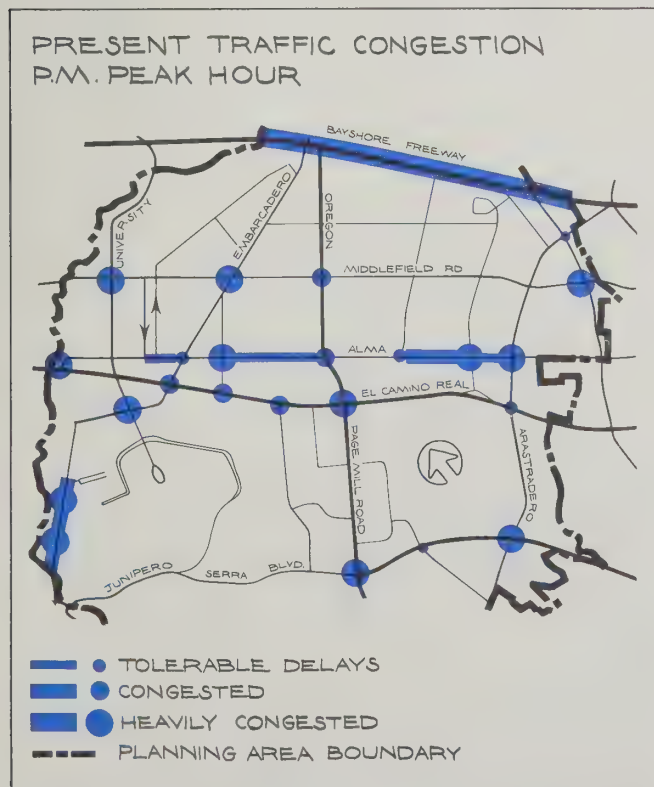 PRESENT TRAFFIC CONGESTION
P.M. PEAK HOUR
BAYSHORE FREEWAY
UNIVERSITY
EMBARCADERO
OREGON
MIDDLEFIELD RD
ALMA
EL CAMINO REAL
PAGE MILL ROAD
ARASTRADERO
JUNIPERO SERRA BLVD.
TOLERABLE DELAYS
CONGESTED
HEAVILY CONGESTED
PLANNING AREA BOUNDARY